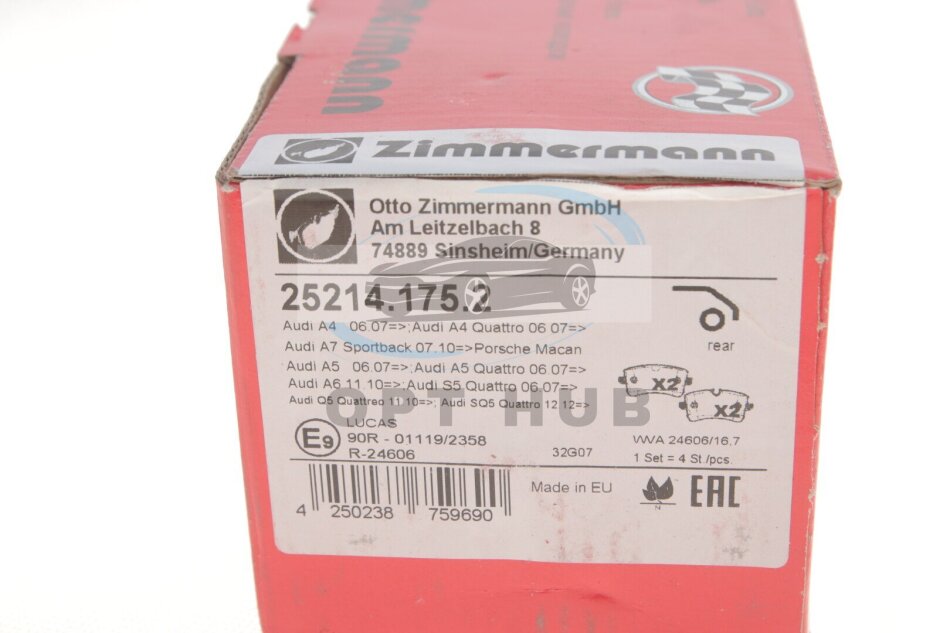 Zimmermann
Zimmermann
Otto Zimmermann GmbH
Am Leitzelbach 8
74889 Sinsheim/Germany
25214.175.2
Audi A4 06 07=>;Audi A4 Quattro 06 07=>
Audi A7 Sportback 07.10=>Porsche Macan
Audi A5 06.07=>;Audi A5 Quattro 06.07=>
Audi A6 11 10=>;Audi S5 Quattro 06.07=>
Audi Q5 Quattreo 11 10=>; Audi SQ5 Quattro 12 12=>
rear
X2
X2
OPT HUB
E9
LUCAS
90R - 01119/2358
R-24606
32G07
WVA 24606/16,7
1 Set = 4 St./pcs.
Made in EU
N
EAC
4 250238 759690